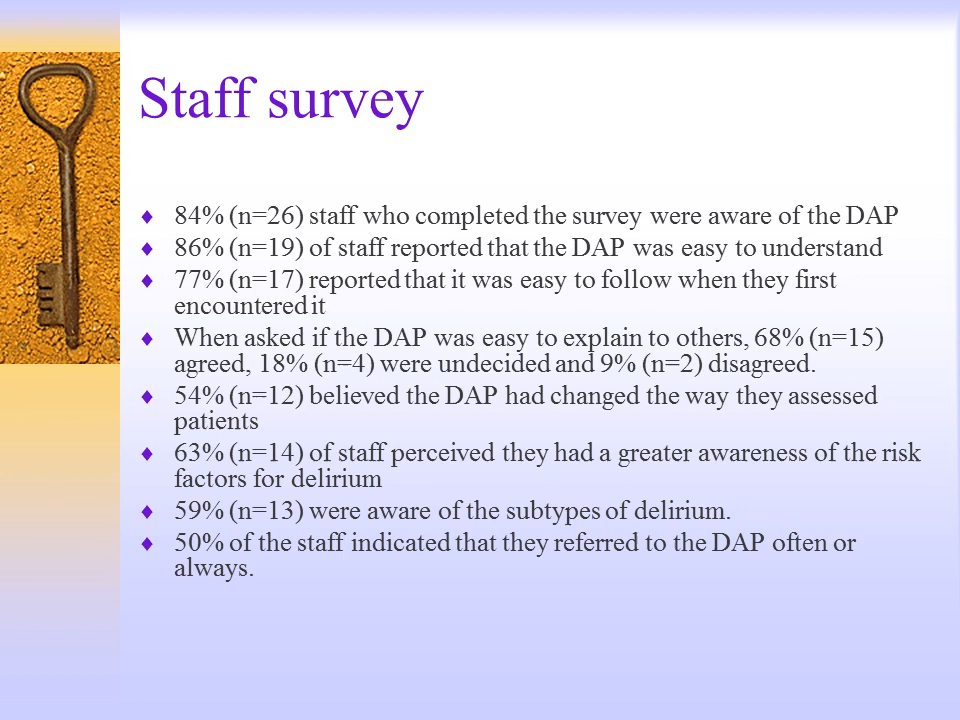 Staff survey
84% (n=26) staff who completed the survey were aware of the DAP
86% (n=19) of staff reported that the DAP was easy to understand
77% (n=17) reported that it was easy to follow when they first
encountered it
When asked if the DAP was easy to explain to others, 68% (n=15)
agreed, 18% (n=4) were undecided and 9% (n=2) disagreed.
54% (n=12) believed the DAP had changed the way they assessed
patients
63% (n=14) of staff perceived they had a greater awareness of the risk
factors for delirium
59% (n=13) were aware of the subtypes of delirium.
50% of the staff indicated that they referred to the DAP often or
always.